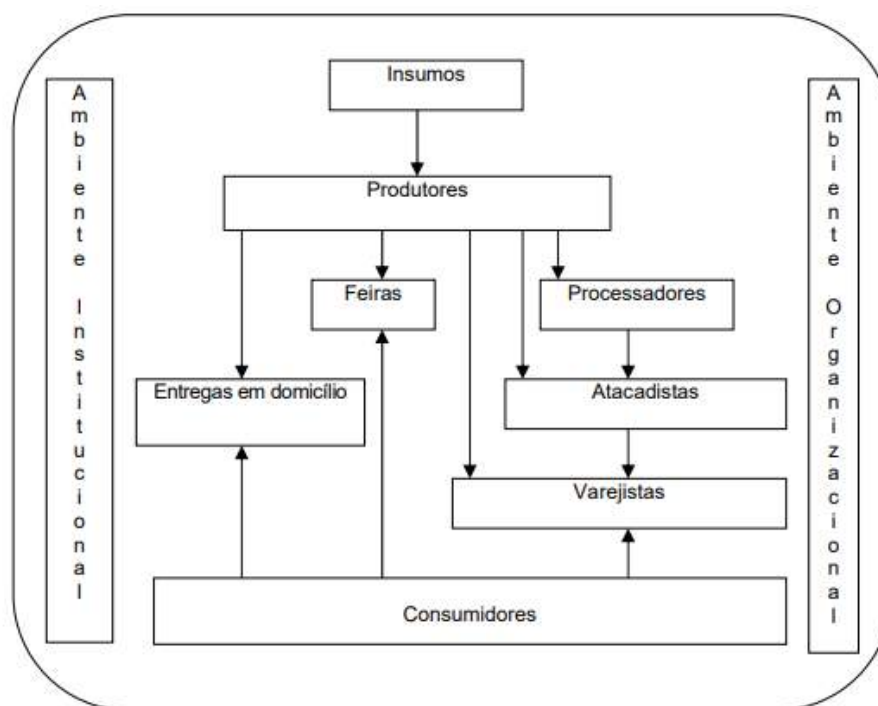 Insumos
Produtores
Feiras
Processadores
Entregas em domicílio
Atacadistas
Varejistas
Consumidores
Ambiente Institucional
Ambiente Organizacional